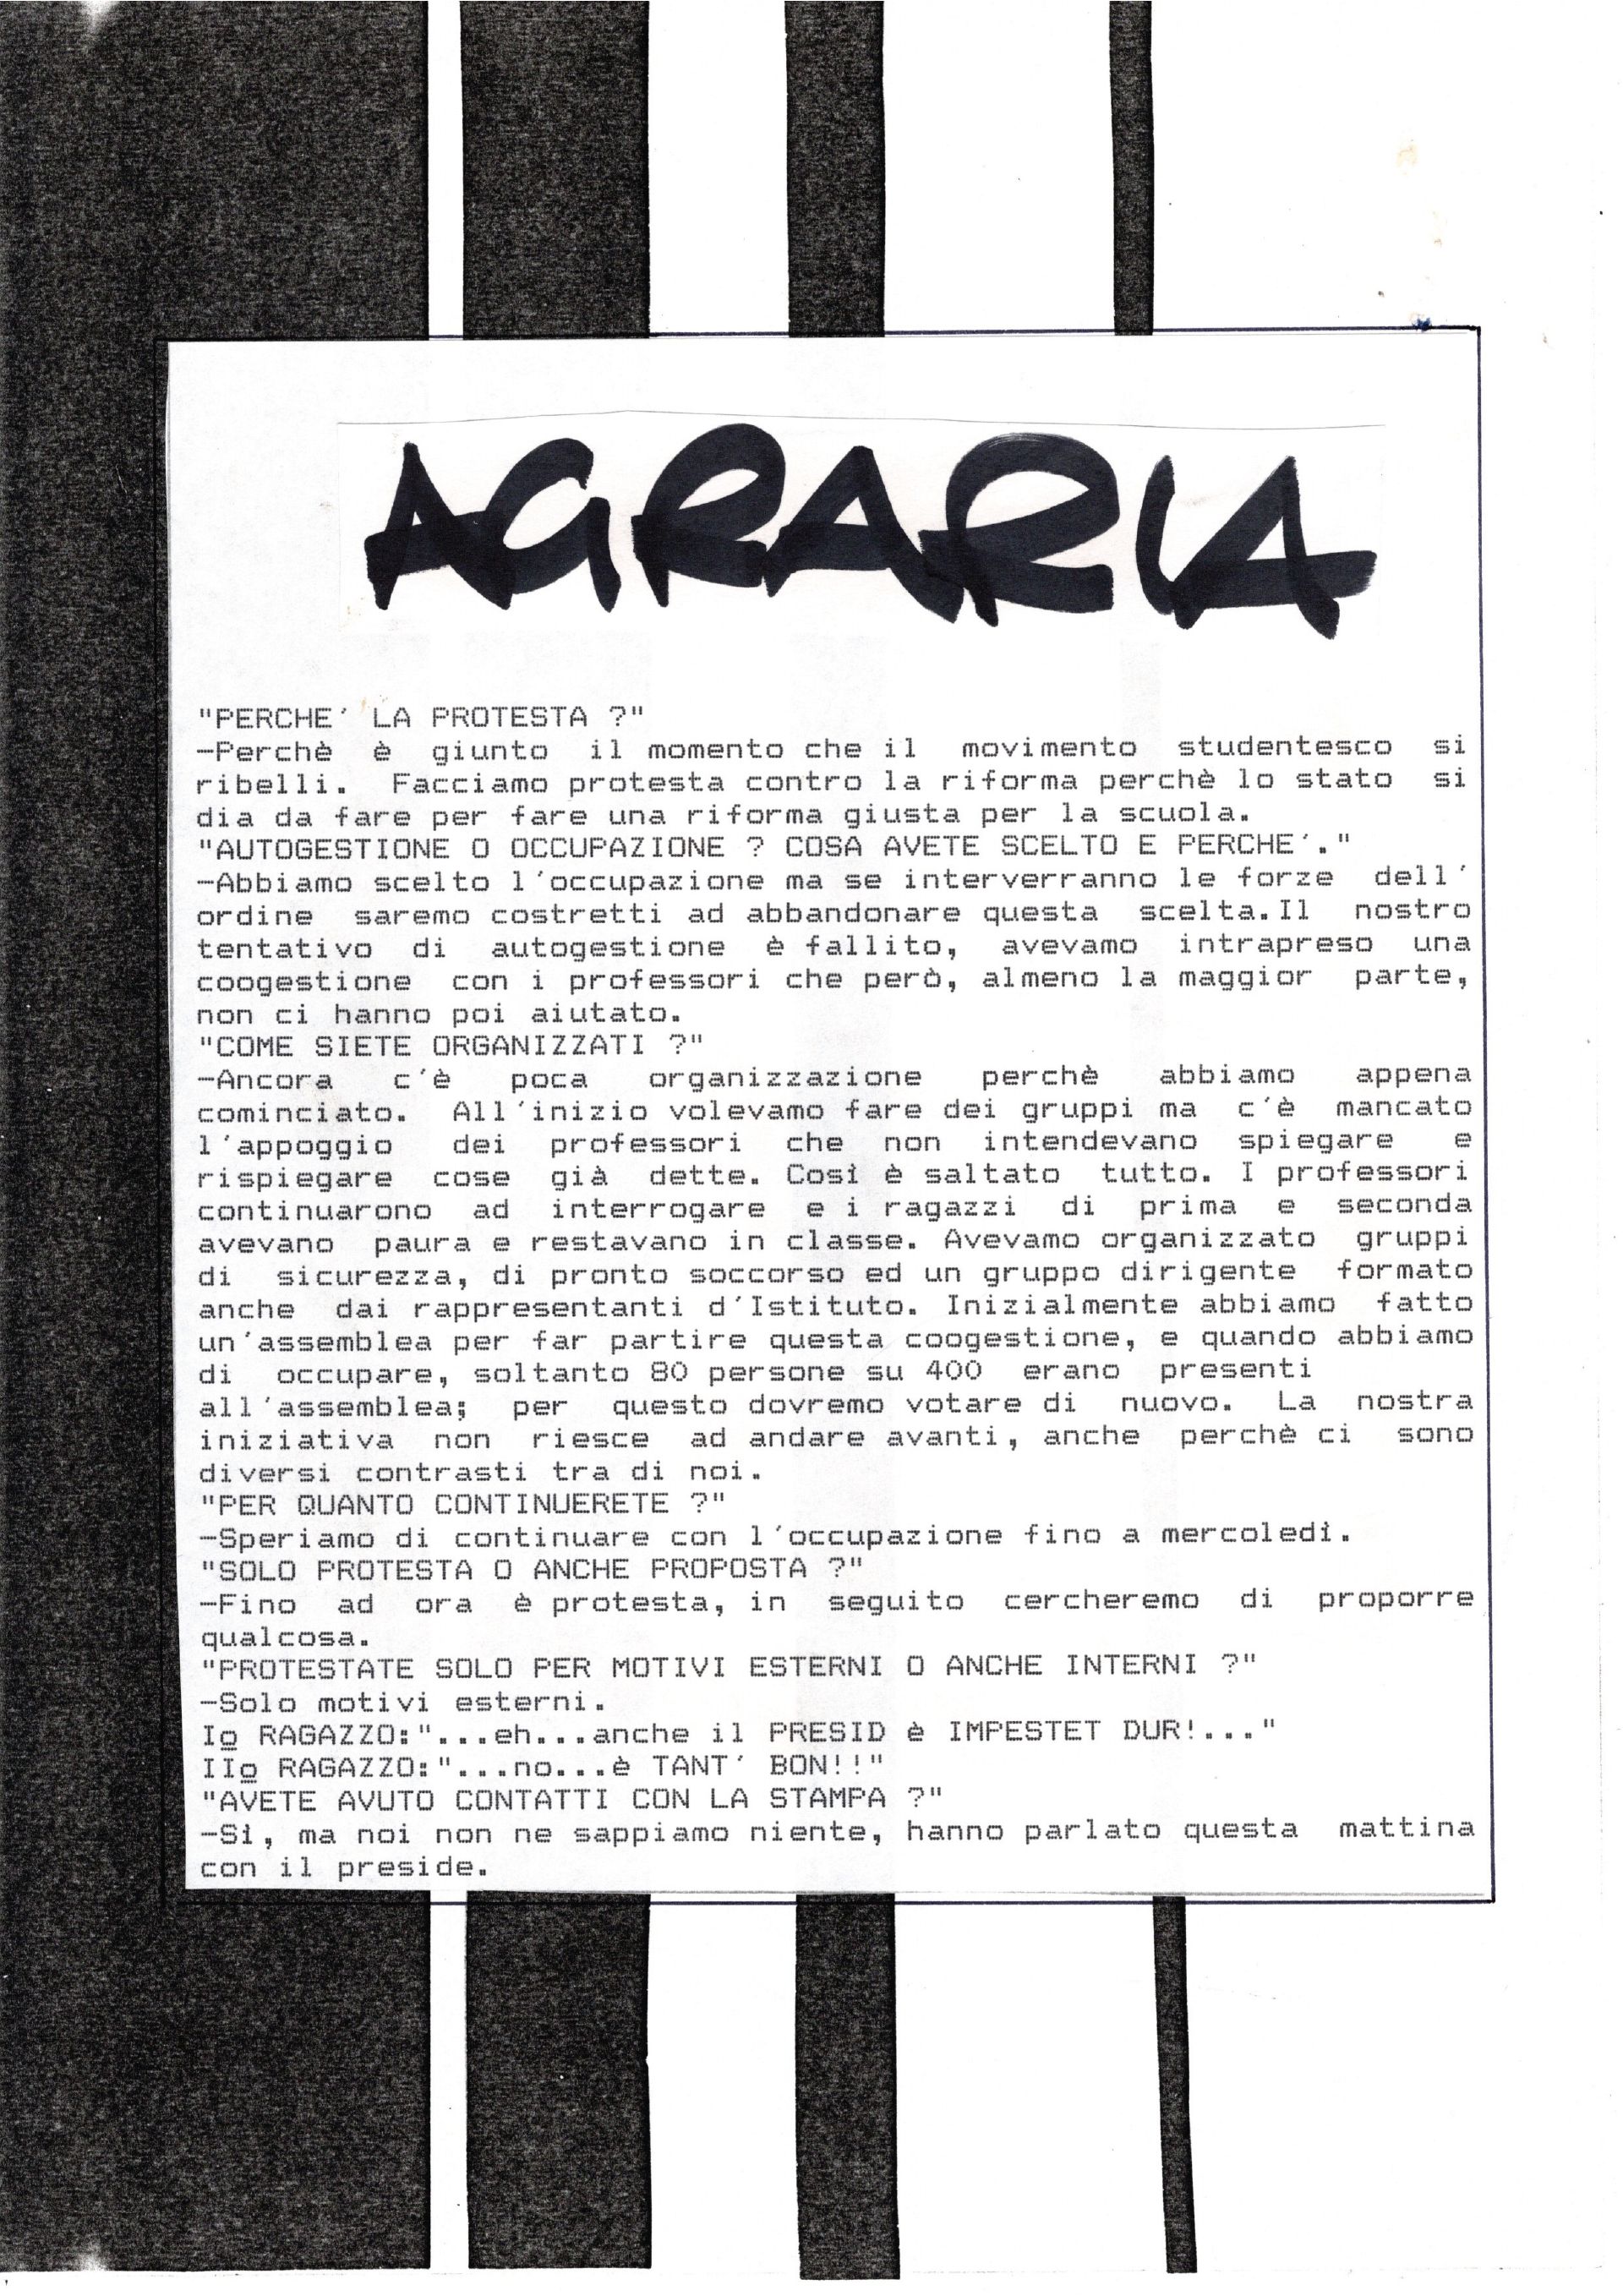 AGRARIA
"PERCHE' LA PROTESTA ?"
-Perchè è giunto il momento che il movimento studentesco si
ribelli. Facciamo protesta contro la riforma perchè lo stato si
dia da fare per fare una riforma giusta per la scuola.
"AUTOGESTIONE O OCCUPAZIONE ? COSA AVETE SCELTO E PERCHE'."
-Abbiamo scelto l'occupazione ma se interverranno le forze dell'
ordine saremo costretti ad abbandonare questa scelta.Il nostro
tentativo di autogestione è fallito, avevamo intrapreso una
coogestione con i professori che però, almeno la maggior parte,
non ci hanno poi aiutato.
"COME SIETE ORGANIZZATI ?"
-Ancora c'è poca organizzazione perchè abbiamo appena
cominciato. All'inizio volevamo fare dei gruppi ma c'è mancato
l'appoggio dei professori che non intendevano spiegare e
rispiegare cose già dette. Così è saltato tutto. I professori
continuarono ad interrogare e i ragazzi di prima e seconda
avevano paura e restavano in classe. Avevamo organizzato gruppi
di sicurezza, di pronto soccorso ed un gruppo dirigente formato
anche dai rappresentanti d'Istituto. Inizialmente abbiamo fatto
un'assemblea per far partire questa coogestione, e quando abbiamo
di occupare, soltanto 80 persone su 400 erano presenti
all'assemblea; per questo dovremo votare di nuovo. La nostra
iniziativa non riesce ad andare avanti, anche perchè ci sono
diversi contrasti tra di noi.
"PER QUANTO CONTINUERETE ?"
-Speriamo di continuare con l'occupazione fino a mercoledì.
"SOLO PROTESTA O ANCHE PROPOSTA ?"
-Fino ad ora è protesta, in seguito cercheremo di proporre
qualcosa.
"PROTESTATE SOLO PER MOTIVI ESTERNI O ANCHE INTERNI ?"
-Solo motivi esterni.
Io RAGAZZO:"...eh...anche il PRESID è IMPESTET DUR!..."
IIo RAGAZZO:"...no...è TANT' BON!!"
"AVETE AVUTO CONTATTI CON LA STAMPA ?"
-Sì, ma noi non ne sappiamo niente, hanno parlato questa mattina
con il preside.